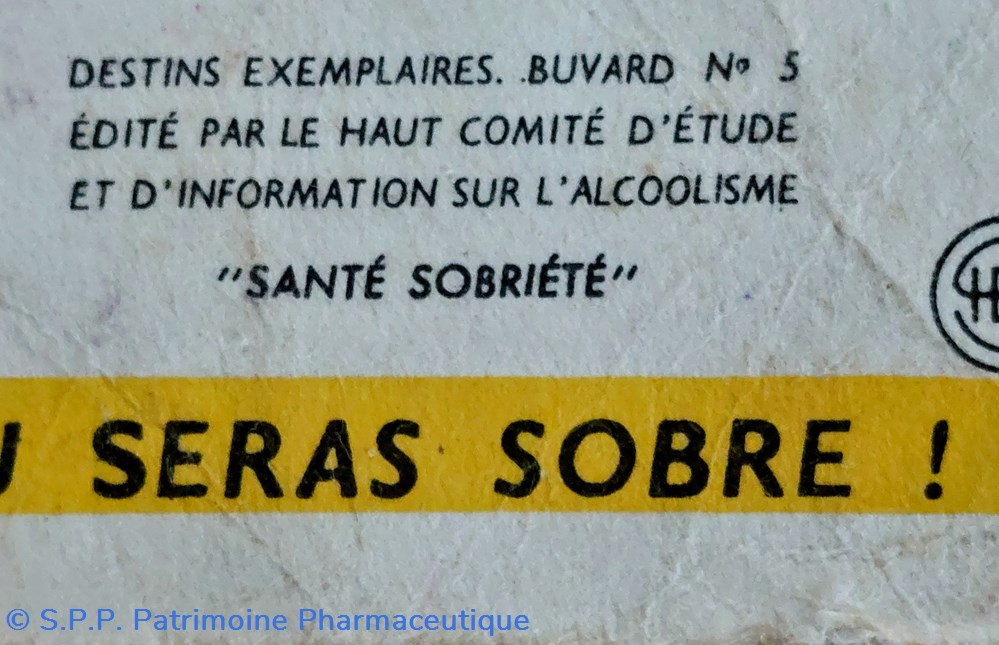 DESTINS EXEMPLAIRES. BUVARD Nº 5
ÉDITÉ PAR LE HAUT COMITÉ D'ÉTUDE
ET D'INFORMATION SUR L'ALCOOLISME
"SANTÉ SOBRIÉTÉ"
SERAS SOBRE !
© S.P.P. Patrimoine Pharmaceutique